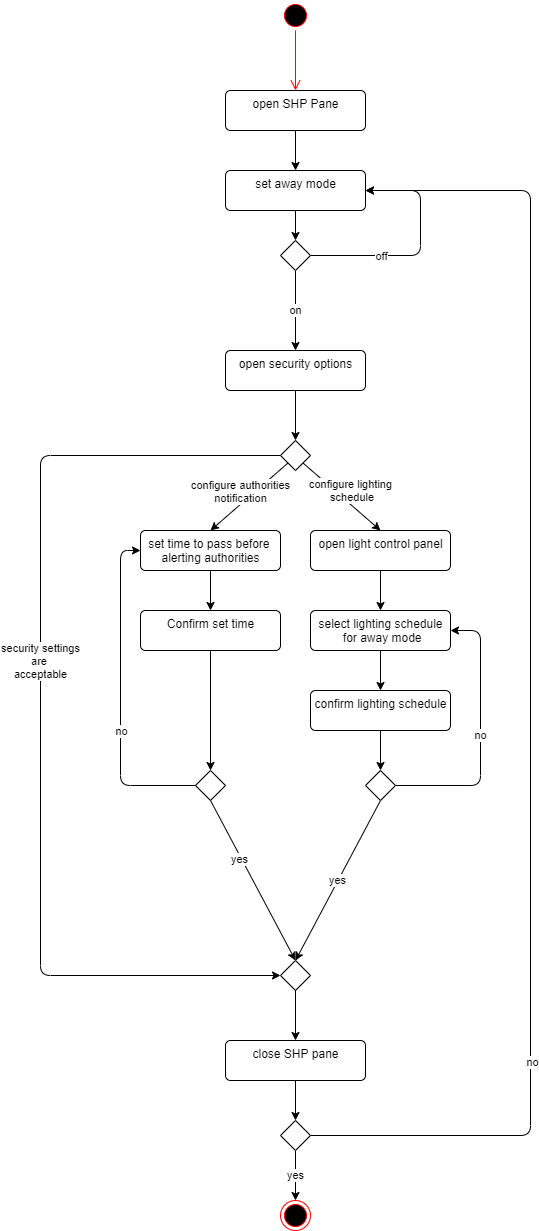 open SHP Pane
set away mode
off
on
open security options
configure authorities
notification
configure lighting
schedule
set time to pass before
alerting authorities
open light control panel
Confirm set time
select lighting schedule
for away mode
security settings
are
acceptable
confirm lighting schedule
no
no
yes
yes
close SHP pane
no
yes